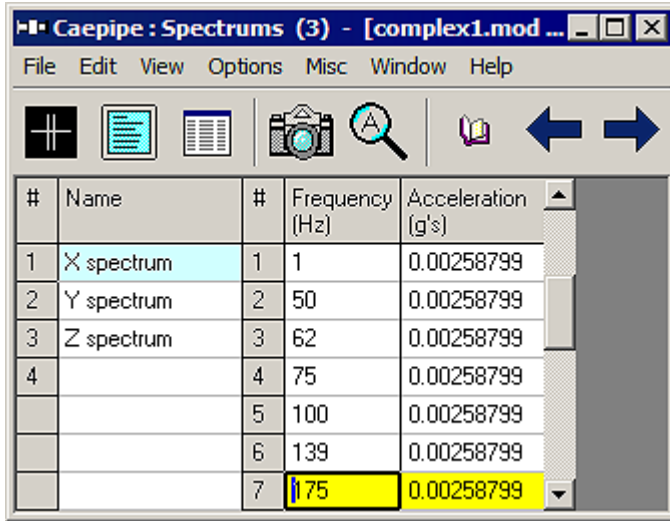 Caepipe : Spectrums (3) - [complex1.mod ...
File Edit View Options Misc Window Help
A
# Name # Frequency (Hz) Acceleration (g's)
1 X spectrum 1 1 0.00258799
2 Y spectrum 2 50 0.00258799
3 Z spectrum 3 62 0.00258799
4 4 75 0.00258799
5 100 0.00258799
6 139 0.00258799
7 175 0.00258799